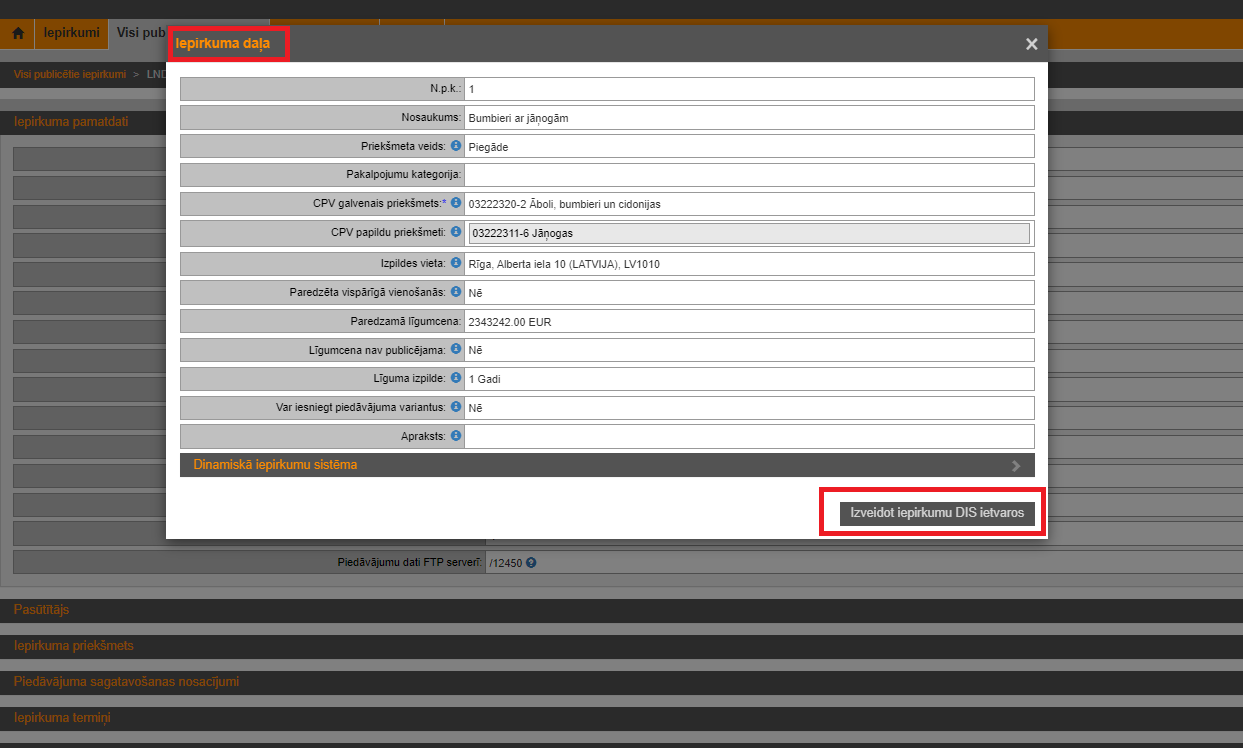 Iepirkumi Visi pub
Iepirkuma daļa
Visi publicētie iepirkumi > LND
Iepirkuma pamatdati
N.p.k.: 1
Nosaukums: Bumbieri ar jāņogām
Priekšmeta veids: Piegāde
Pakalpojumu kategorija:
CPV galvenais priekšmets:* 03222320-2 Āboli, bumbieri un cidonijas
CPV papildu priekšmeti: 03222311-6 Jāņogas
Izpildes vieta: Rīga, Alberta iela 10 (LATVIJA), LV1010
Paredzēta vispārīgā vienošanās: Nē
Paredzamā līgumcena: 2343242.00 EUR
Līgumcena nav publicējama: Nē
Līguma izpilde: 1 Gadi
Var iesniegt piedāvājuma variantus: Nē
Apraksts:
Dinamiskā iepirkumu sistēma
Izveidot iepirkumu DIS ietvaros
Piedāvājumu dati FTP serverī: /12450
Pasūtītājs
Iepirkuma priekšmets
Piedāvājuma sagatavošanas nosacījumi
Iepirkuma termiņi